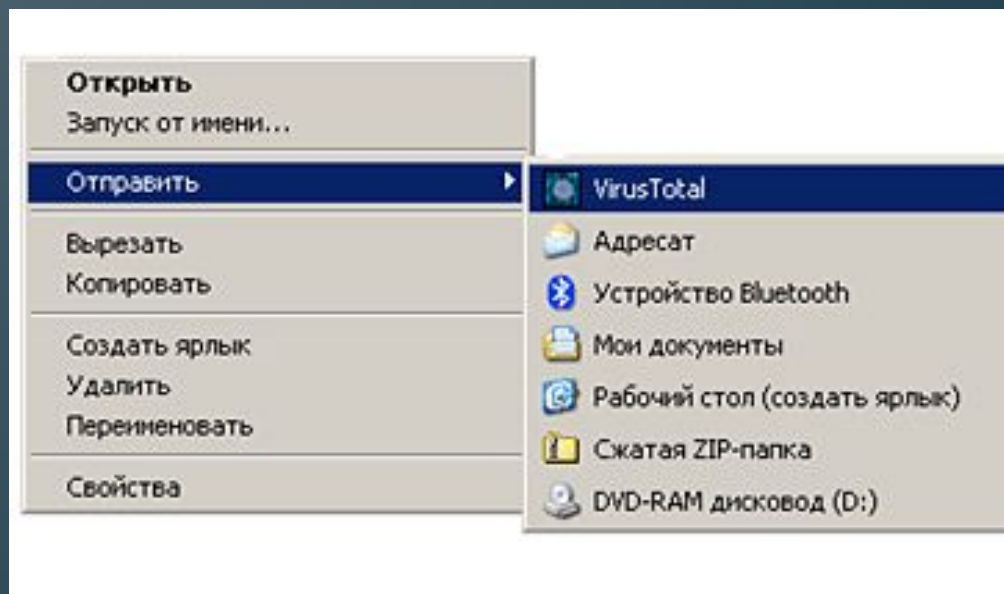 Открыть
Запуск от имени...
Отправить
Вырезать
Копировать
Создать ярлык
Удалить
Переименовать
Свойства
VirusTotal
Адресат
Устройство Bluetooth
Мои документы
Рабочий стол (создать ярлык)
Сжатая ZIP-папка
DVD-RAM дисковод (D:)